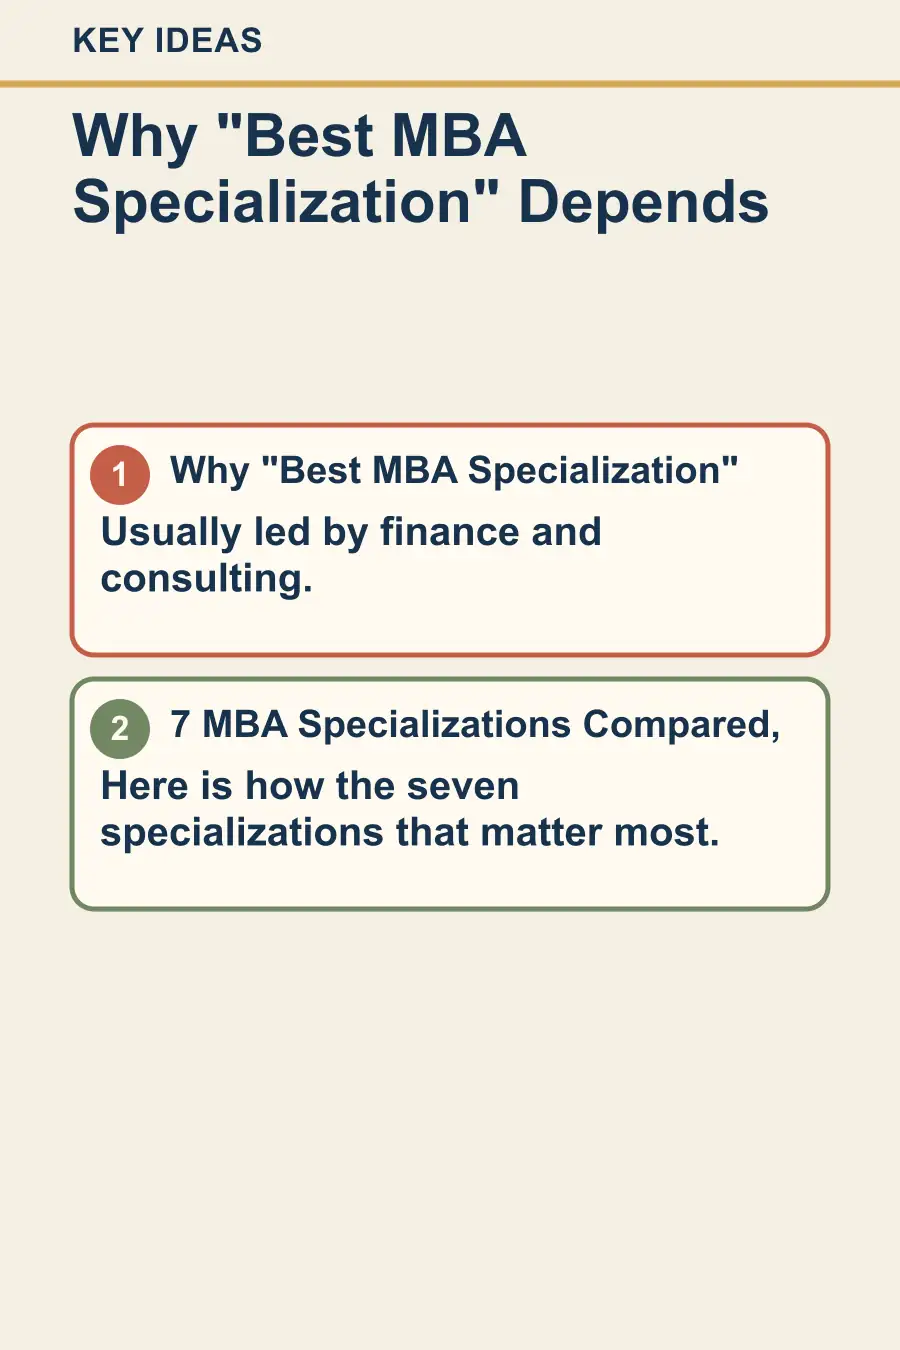 KEY IDEAS
Why "Best MBA
Specialization" Depends
1 Why "Best MBA Specialization"
Usually led by finance and
consulting.
2 7 MBA Specializations Compared,
Here is how the seven
specializations that matter most.